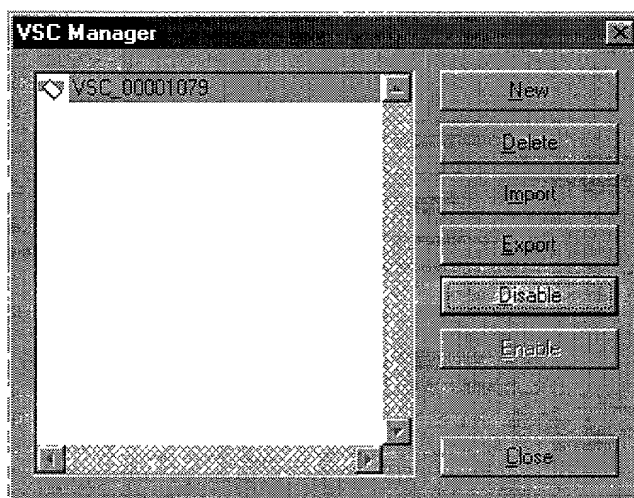 VSC Manager
VSC_00001079
New
Delete
Import
Export
Disable
Enable
Close